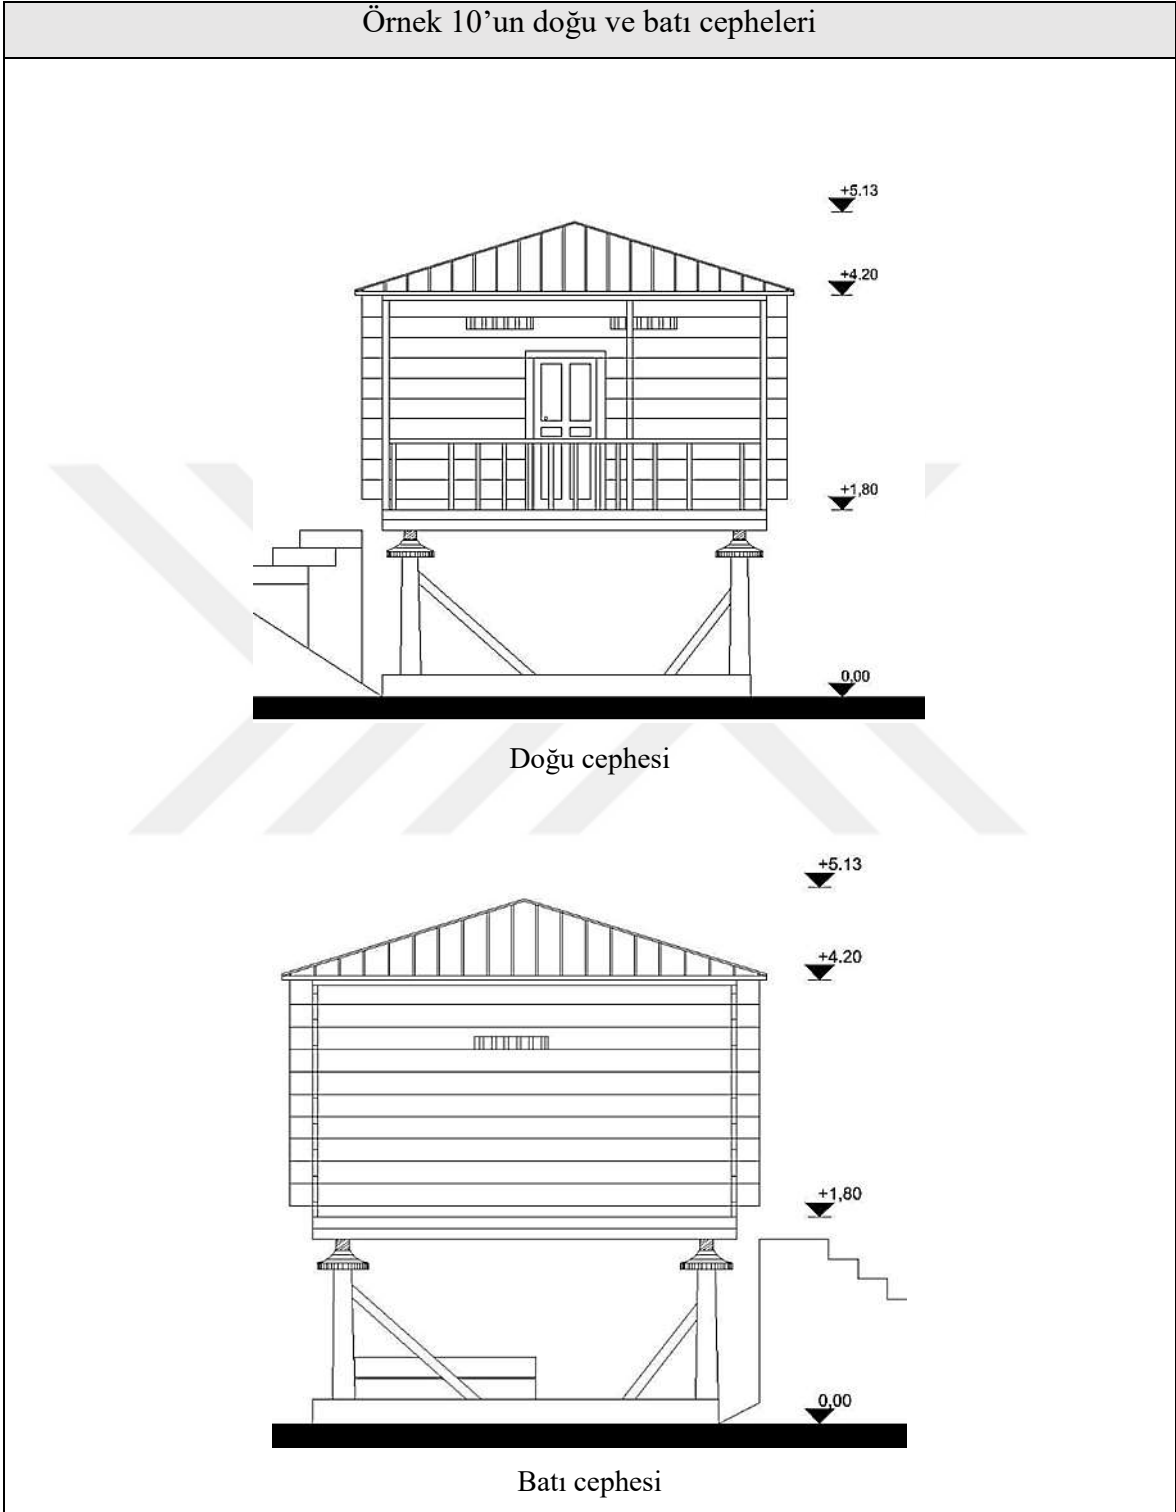 Örnek 10’un doğu ve batı cepheleri
+5.13
+4.20
+1,80
0,00
Doğu cephesi
+5.13
+4.20
+1,80
0,00
Batı cephesi